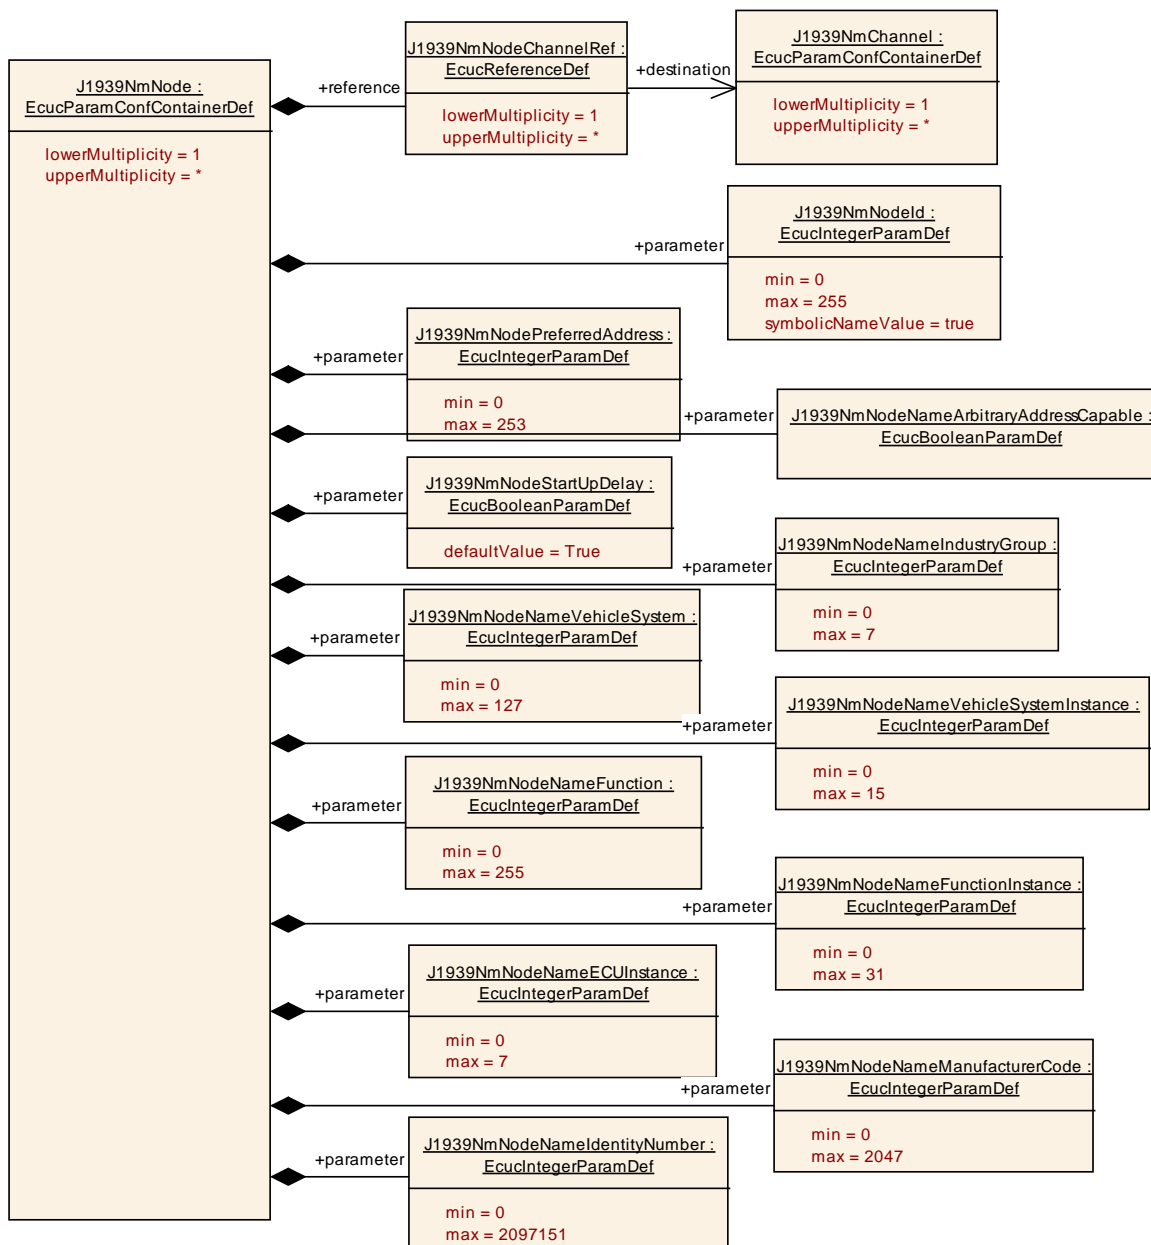 J1939NmNode :
EcucParamConfContainerDef
lowerMultiplicity = 1
upperMultiplicity = *
+reference
J1939NmNodeChannelRef :
EcucReferenceDef
lowerMultiplicity = 1
upperMultiplicity = *
+destination
J1939NmChannel :
EcucParamConfContainerDef
lowerMultiplicity = 1
upperMultiplicity = *
+parameter
J1939NmNodeId :
EcucIntegerParamDef
min = 0
max = 255
symbolicNameValue = true
+parameter
J1939NmNodePreferredAddress :
EcucIntegerParamDef
min = 0
max = 253
+parameter
J1939NmNodeNameArbitraryAddressCapable :
EcucBooleanParamDef
+parameter
J1939NmNodeStartUpDelay :
EcucBooleanParamDef
defaultValue = True
+parameter
J1939NmNodeNameIndustryGroup :
EcucIntegerParamDef
min = 0
max = 7
+parameter
J1939NmNodeNameVehicleSystem :
EcucIntegerParamDef
min = 0
max = 127
+parameter
J1939NmNodeNameVehicleSystemInstance :
EcucIntegerParamDef
min = 0
max = 15
+parameter
J1939NmNodeNameFunction :
EcucIntegerParamDef
min = 0
max = 255
+parameter
J1939NmNodeNameFunctionInstance :
EcucIntegerParamDef
min = 0
max = 31
+parameter
J1939NmNodeNameECUInstance :
EcucIntegerParamDef
min = 0
max = 7
+parameter
J1939NmNodeNameManufacturerCode :
EcucIntegerParamDef
min = 0
max = 2047
+parameter
J1939NmNodeNameIdentityNumber :
EcucIntegerParamDef
min = 0
max = 2097151